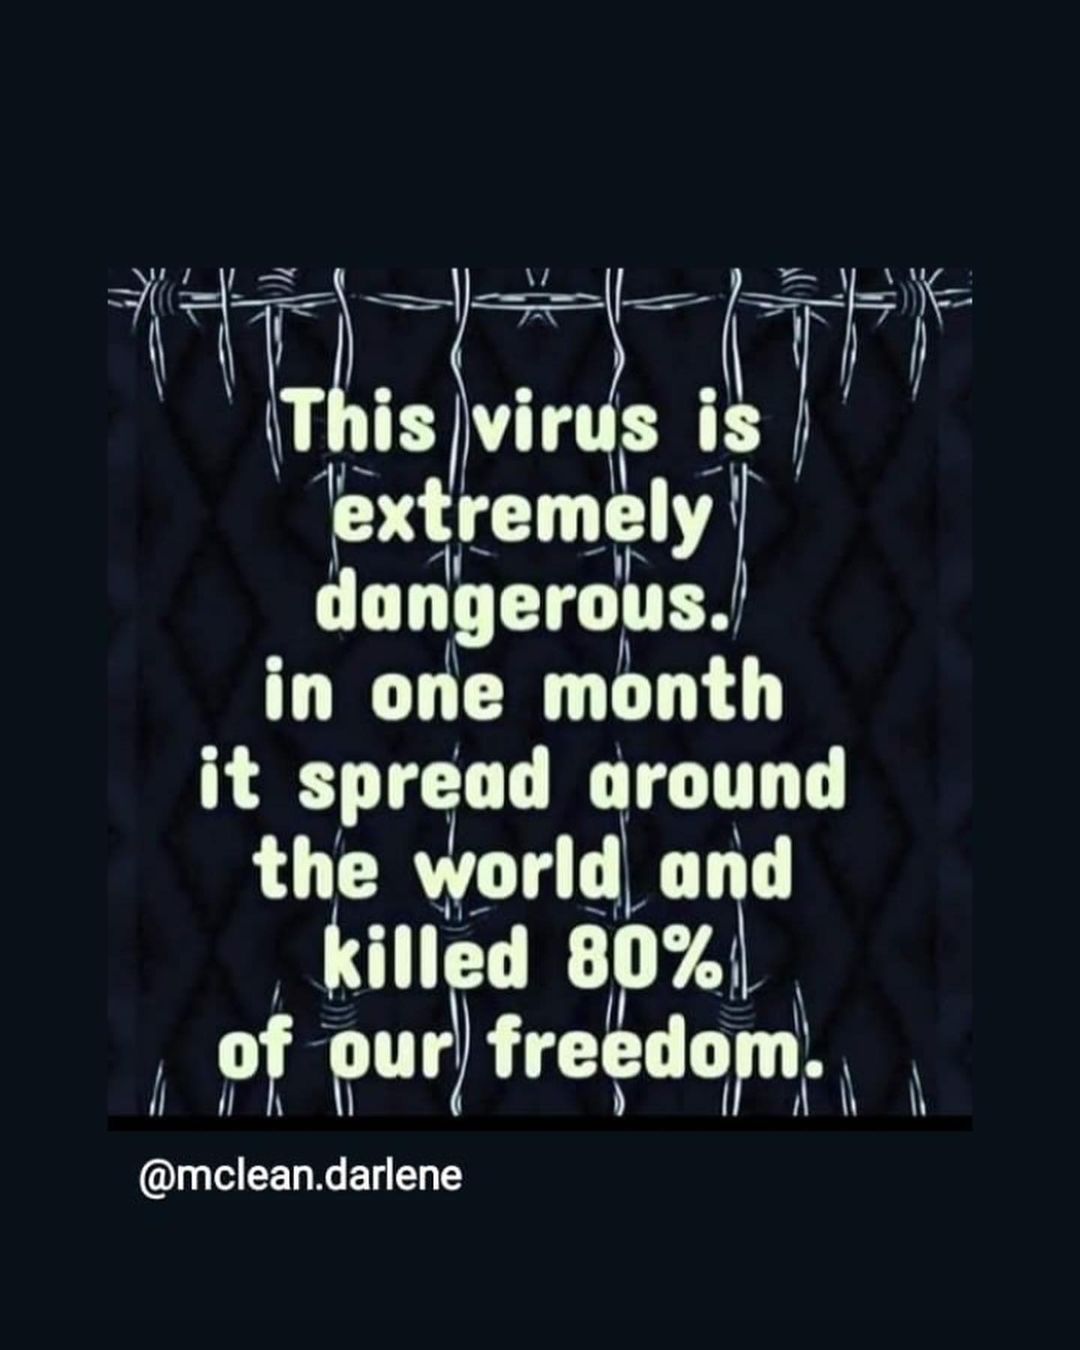 This virus is
extremely
dangerous.
in one month
it spread around
the world and
killed 80%
of our freedom.
@mclean.darlene